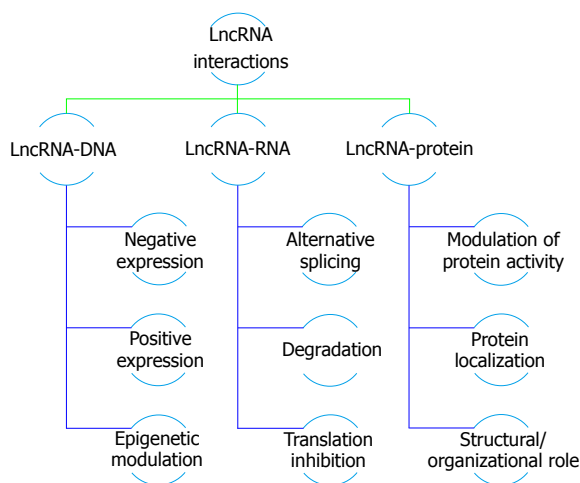 LncRNA
interactions
LncRNA-DNA
LncRNA-RNA
LncRNA-protein
Negative
expression
Alternative
splicing
Modulation of
protein activity
Positive
expression
Degradation
Protein
localization
Epigenetic
modulation
Translation
inhibition
Structural/
organizational role